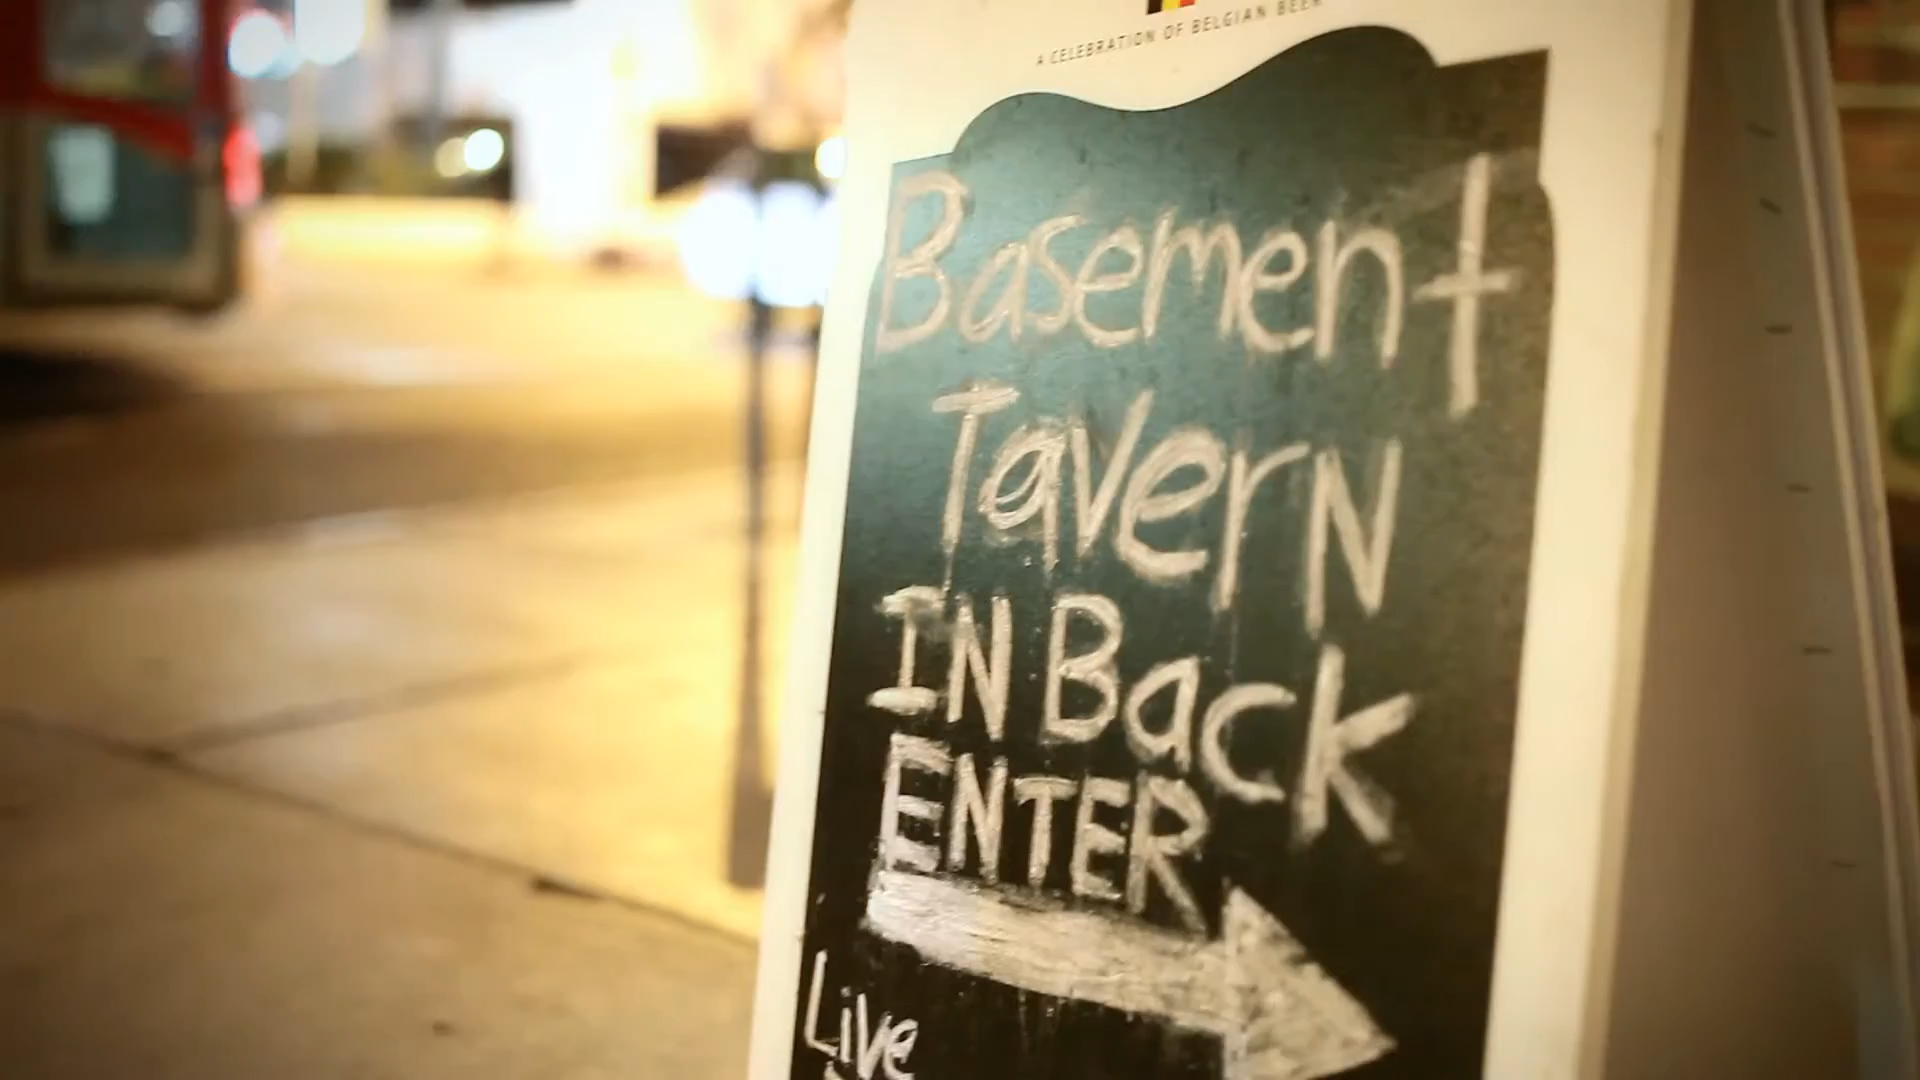 A CELEBRATION OF BELGIAN BEER
Basement
Tavern
IN Back
ENTER
Live